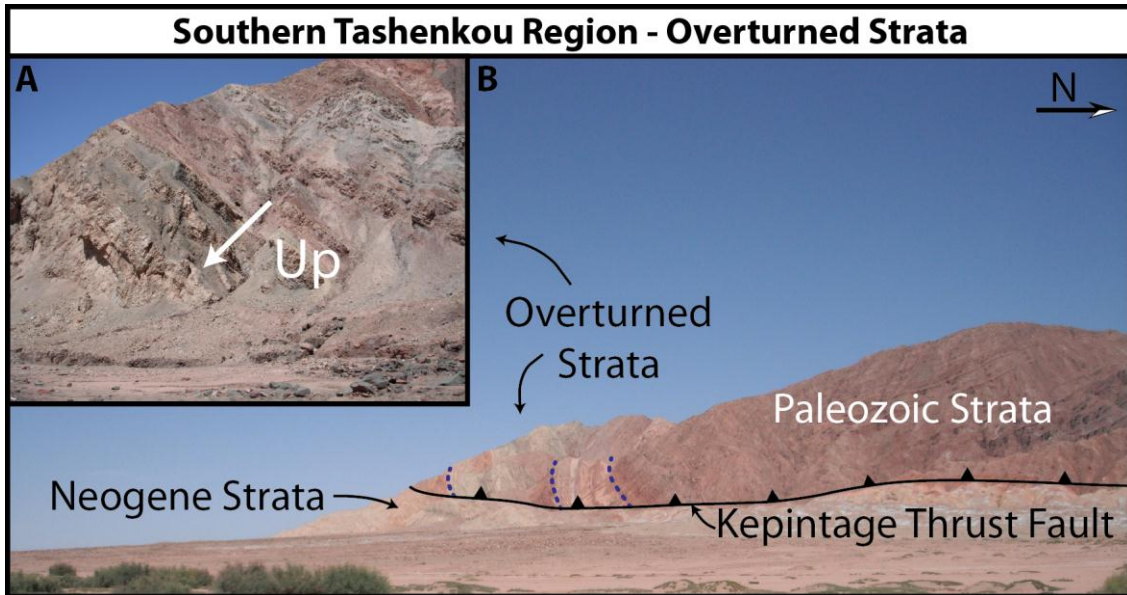 Southern Tashenkou Region - Overturned Strata
A
Up
B
N
Overturned
Strata
Paleozoic Strata
Neogene Strata
Kepintage Thrust Fault